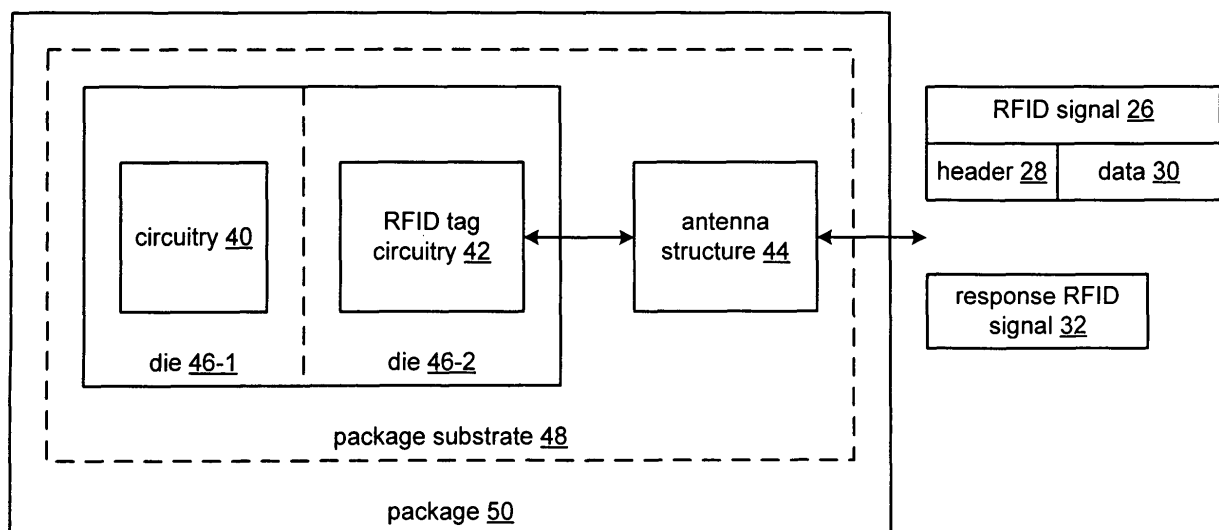 RFID signal 26
header 28
data 30
circuitry 40
RFID tag
circuitry 42
antenna
structure 44
response RFID
signal 32
die 46-1
die 46-2
package substrate 48
package 50